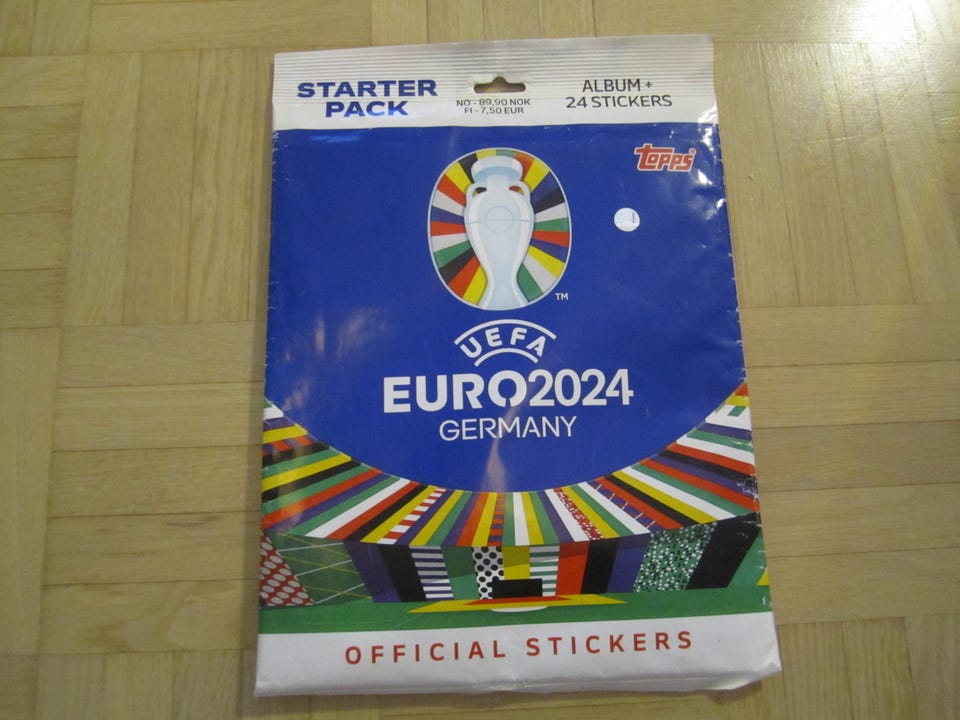 STARTER
PACK
NO - 89,90 NOK
FI - 7,50 EUR
ALBUM +
24 STICKERS
topps
TM
UEFA
EURO2024
GERMANY
OFFICIAL STICKERS